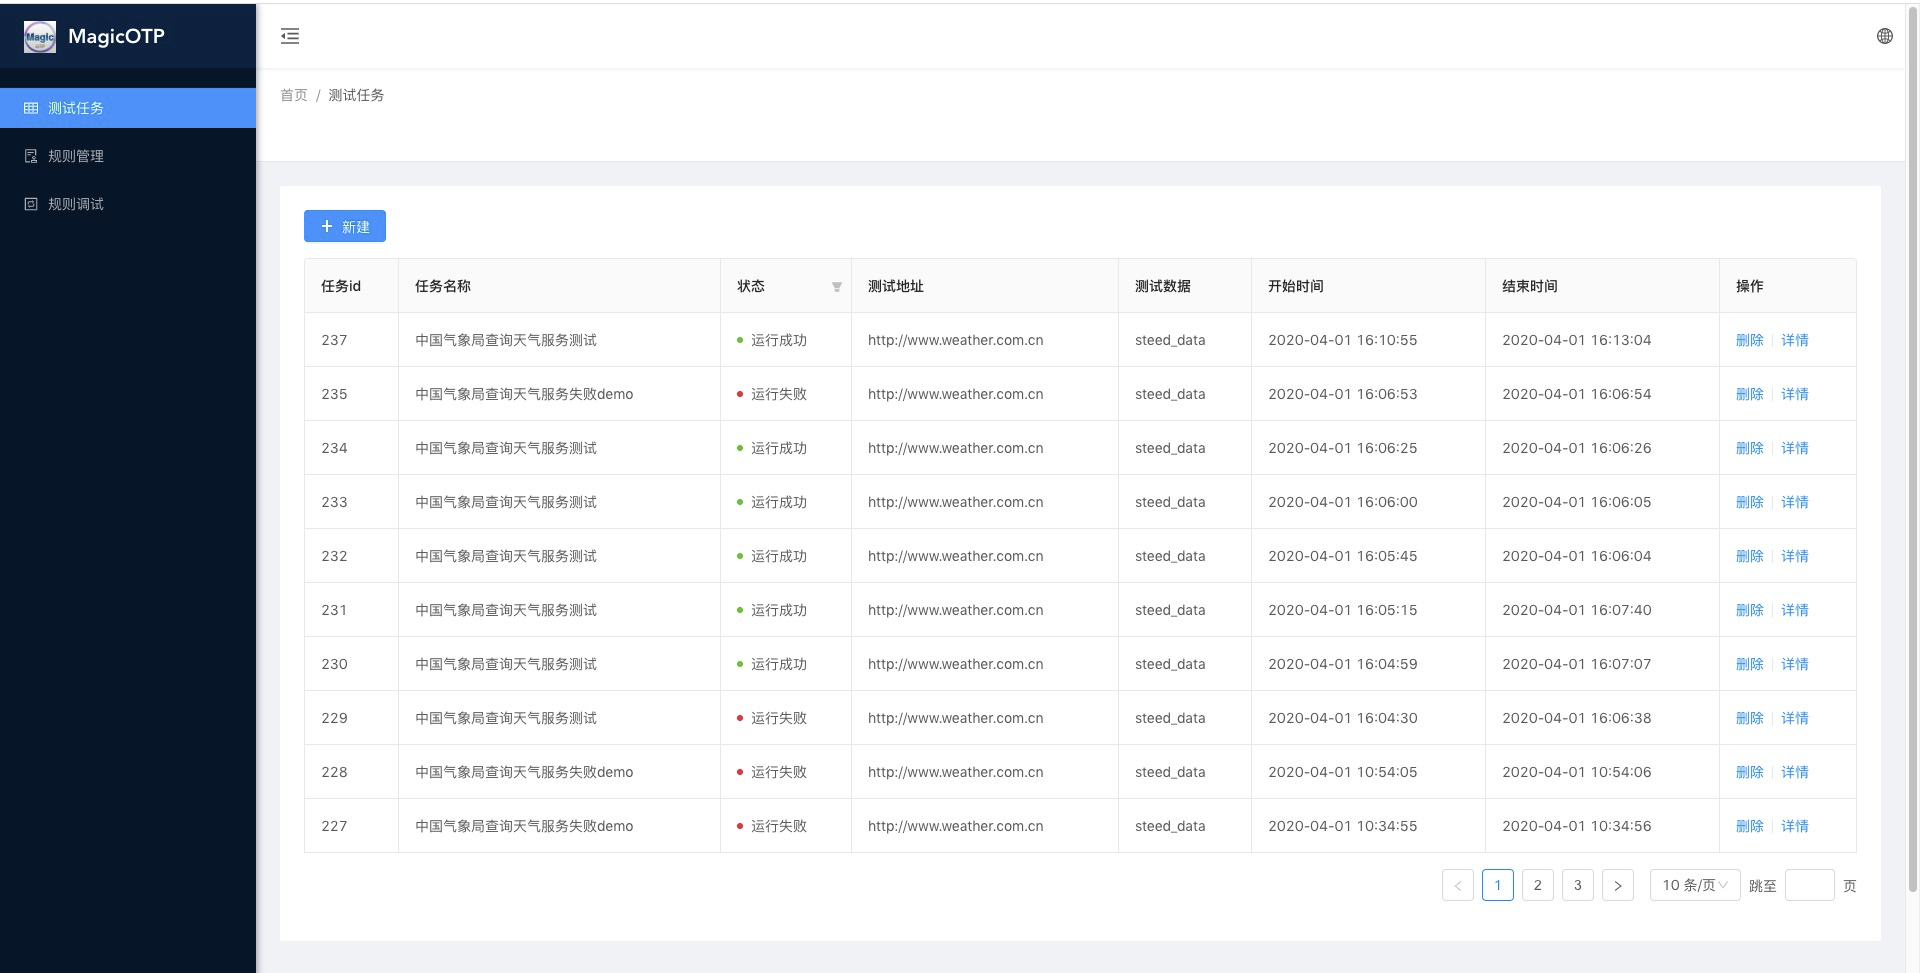 Magic
MagicOTP
测试任务
规则管理
规则调试
首页 / 测试任务
+ 新建
任务id 任务名称 状态 测试地址 测试数据 开始时间 结束时间 操作
237 中国气象局查询天气服务测试 运行成功 http://www.weather.com.cn steed_data 2020-04-01 16:10:55 2020-04-01 16:13:04 删除 详情
235 中国气象局查询天气服务失败demo 运行失败 http://www.weather.com.cn steed_data 2020-04-01 16:06:53 2020-04-01 16:06:54 删除 详情
234 中国气象局查询天气服务测试 运行成功 http://www.weather.com.cn steed_data 2020-04-01 16:06:25 2020-04-01 16:06:26 删除 详情
233 中国气象局查询天气服务测试 运行成功 http://www.weather.com.cn steed_data 2020-04-01 16:06:00 2020-04-01 16:06:05 删除 详情
232 中国气象局查询天气服务测试 运行成功 http://www.weather.com.cn steed_data 2020-04-01 16:05:45 2020-04-01 16:06:04 删除 详情
231 中国气象局查询天气服务测试 运行成功 http://www.weather.com.cn steed_data 2020-04-01 16:05:15 2020-04-01 16:07:40 删除 详情
230 中国气象局查询天气服务测试 运行成功 http://www.weather.com.cn steed_data 2020-04-01 16:04:59 2020-04-01 16:07:07 删除 详情
229 中国气象局查询天气服务测试 运行失败 http://www.weather.com.cn steed_data 2020-04-01 16:04:30 2020-04-01 16:06:38 删除 详情
228 中国气象局查询天气服务失败demo 运行失败 http://www.weather.com.cn steed_data 2020-04-01 10:54:05 2020-04-01 10:54:06 删除 详情
227 中国气象局查询天气服务失败demo 运行失败 http://www.weather.com.cn steed_data 2020-04-01 10:34:55 2020-04-01 10:34:56 删除 详情
< 1 2 3 > 10 条/页 跳至 页